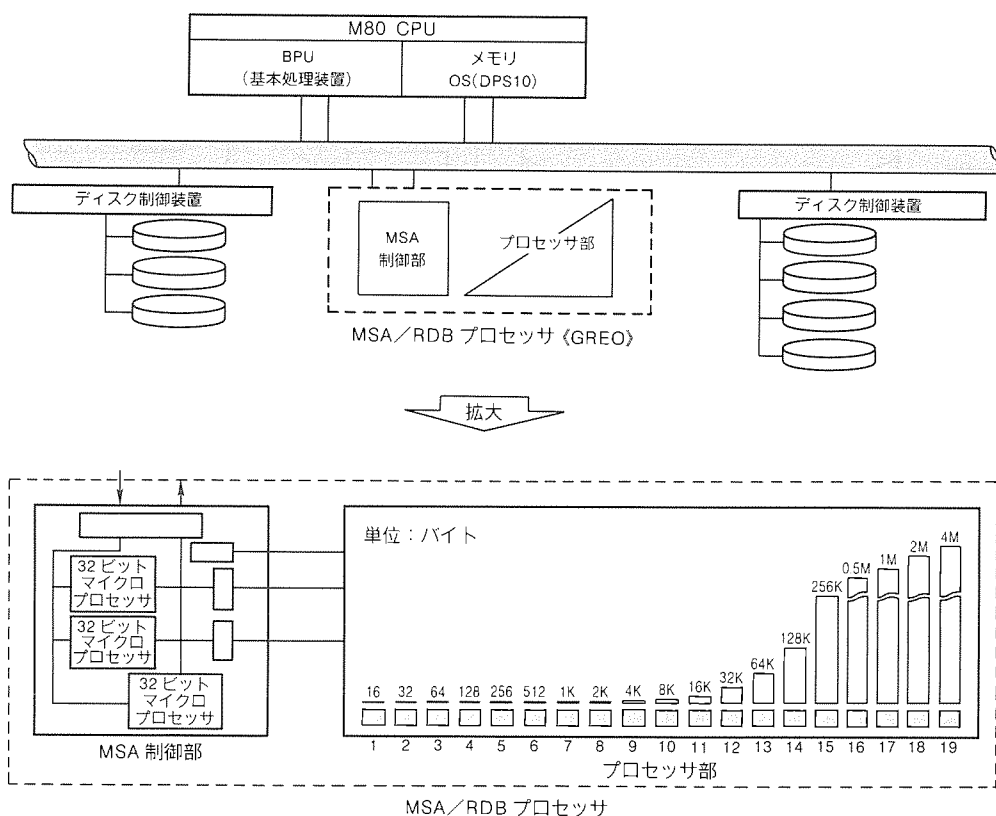 M80 CPU
BPU
(基本処理装置)
メモリ
OS(DPS10)
ディスク制御装置
MSA
制御部
プロセッサ部
ディスク制御装置
MSA/RDB プロセッサ《GREO》
拡大
32 ビット
マイクロ
プロセッサ
32 ビット
マイクロ
プロセッサ
32 ビット
マイクロ
プロセッサ
MSA 制御部
単位:バイト
16 32 64 128 256 512 1K 2K 4K 8K 16K 32K 64K 128K 256K 0.5M 1M 2M 4M
1 2 3 4 5 6 7 8 9 10 11 12 13 14 15 16 17 18 19
プロセッサ部
MSA/RDB プロセッサ